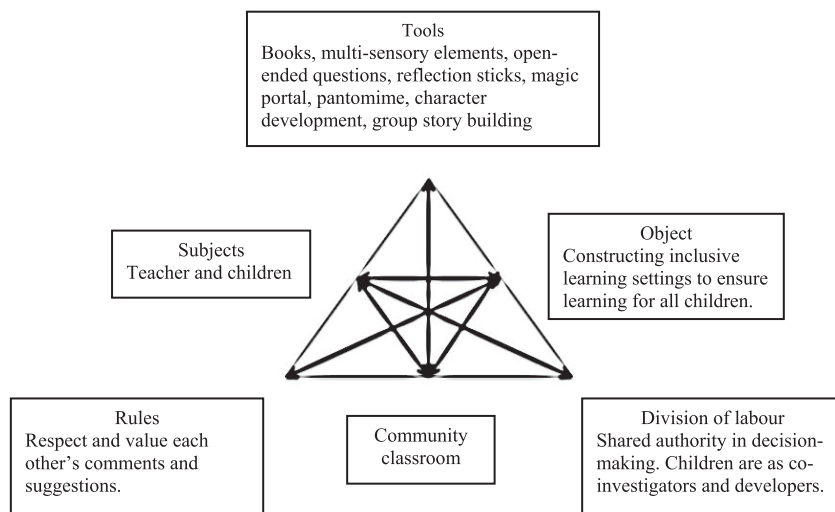 Tools
Books, multi-sensory elements, open-
ended questions, reflection sticks, magic
portal, pantomime, character
development, group story building
Subjects
Teacher and children
Object
Constructing inclusive
learning settings to ensure
learning for all children.
Rules
Respect and value each
other’s comments and
suggestions.
Community
classroom
Division of labour
Shared authority in decision-
making. Children are as co-
investigators and developers.